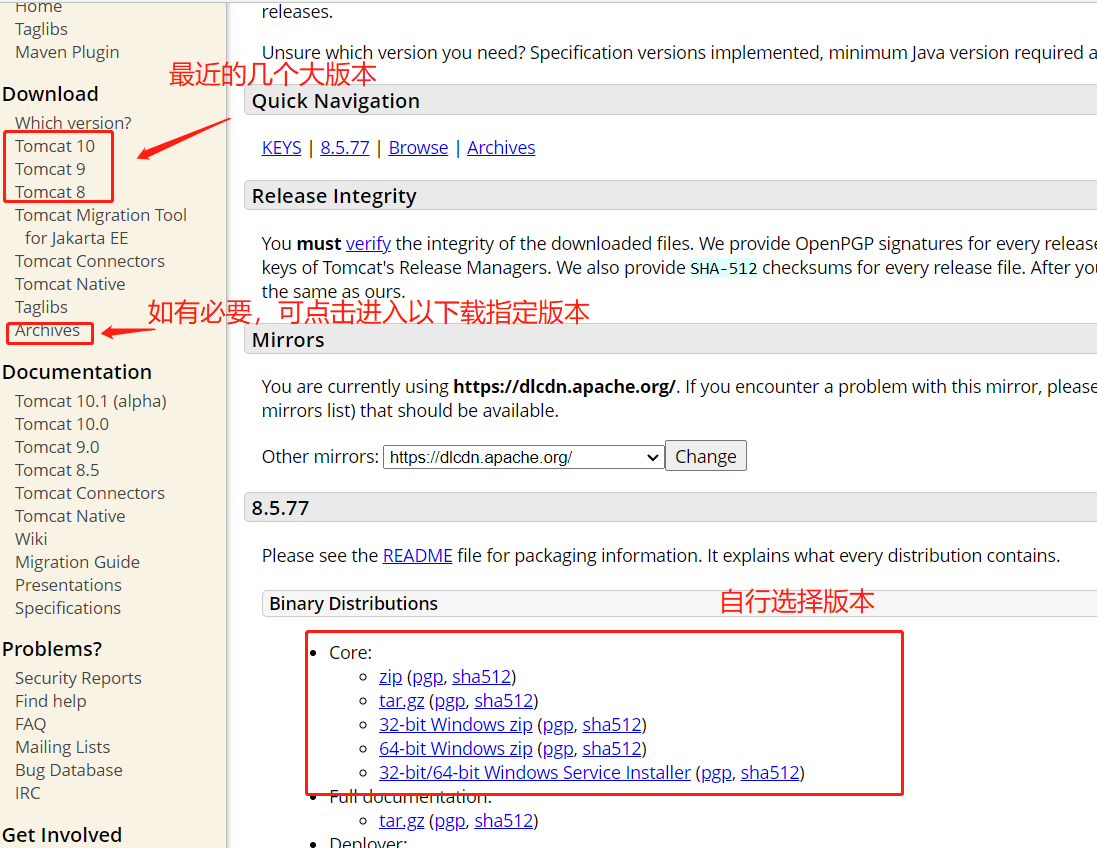 Home
Taglibs
Maven Plugin
Download
Which version?
Tomcat 10
Tomcat 9
Tomcat 8
Tomcat Migration Tool
for Jakarta EE
Tomcat Connectors
Tomcat Native
Taglibs
Archives
Documentation
Tomcat 10.1 (alpha)
Tomcat 10.0
Tomcat 9.0
Tomcat 8.5
Tomcat Connectors
Tomcat Native
Wiki
Migration Guide
Presentations
Specifications
Problems?
Security Reports
Find help
FAQ
Mailing Lists
Bug Database
IRC
Get Involved
releases.
Unsure which version you need? Specification versions implemented, minimum Java version required a
最近的几个大版本
Quick Navigation
KEYS | 8.5.77 | Browse | Archives
Release Integrity
You must verify the integrity of the downloaded files. We provide OpenPGP signatures for every release
keys of Tomcat's Release Managers. We also provide SHA-512 checksums for every release file. After you
the same as ours.
如有必要，可点击进入以下载指定版本
Mirrors
You are currently using https://dlcdn.apache.org/. If you encounter a problem with this mirror, please
mirrors list) that should be available.
Other mirrors: https://dlcdn.apache.org/ Change
8.5.77
Please see the README file for packaging information. It explains what every distribution contains.
Binary Distributions
自行选择版本
Core:
zip (pgp, sha512)
tar.gz (pgp, sha512)
32-bit Windows zip (pgp, sha512)
64-bit Windows zip (pgp, sha512)
32-bit/64-bit Windows Service Installer (pgp, sha512)
Full documentation:
tar.gz (pgp, sha512)
Deployer: